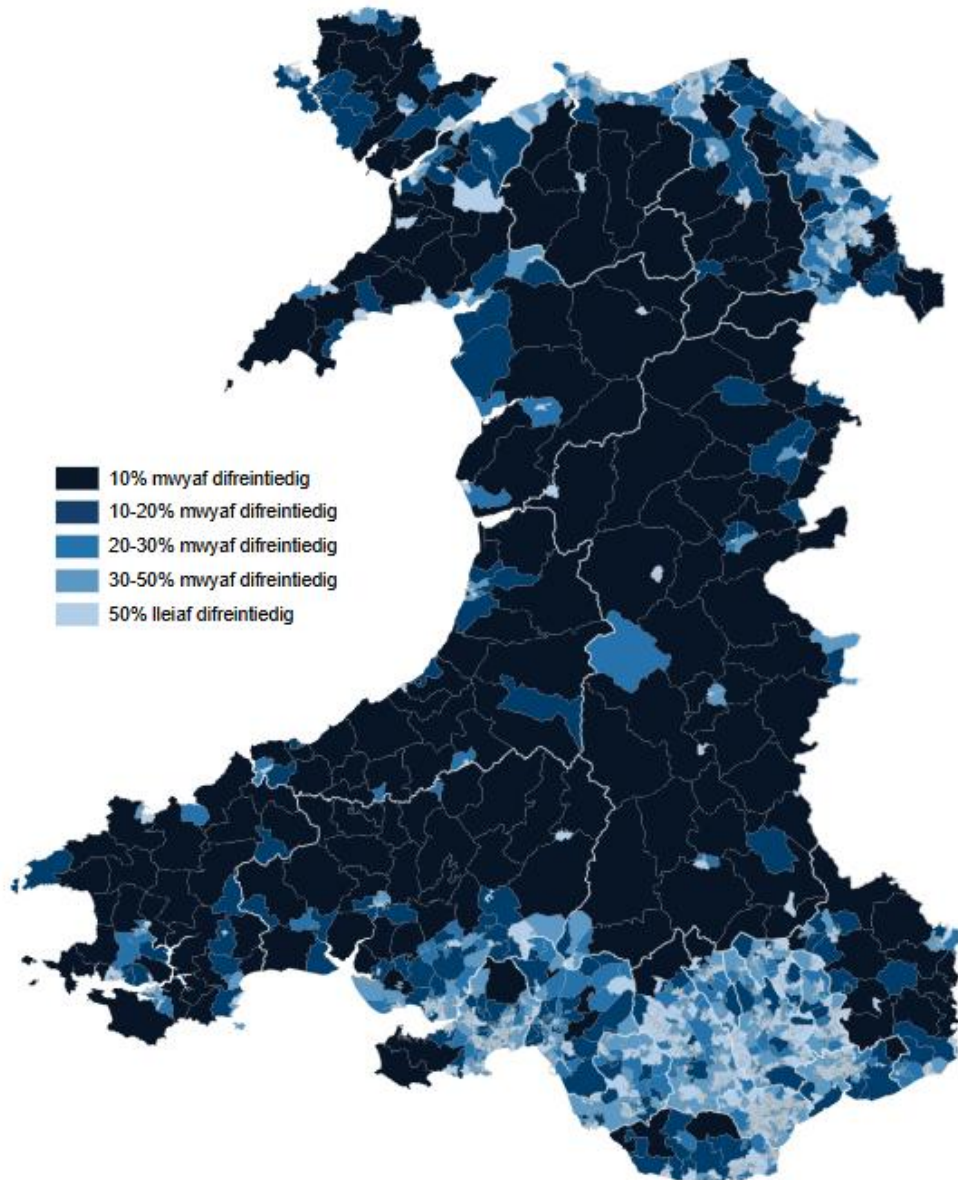 10% mwyaf difreintiedig
10-20% mwyaf difreintiedig
20-30% mwyaf difreintiedig
30-50% mwyaf difreintiedig
50% lleiaf difreintiedig